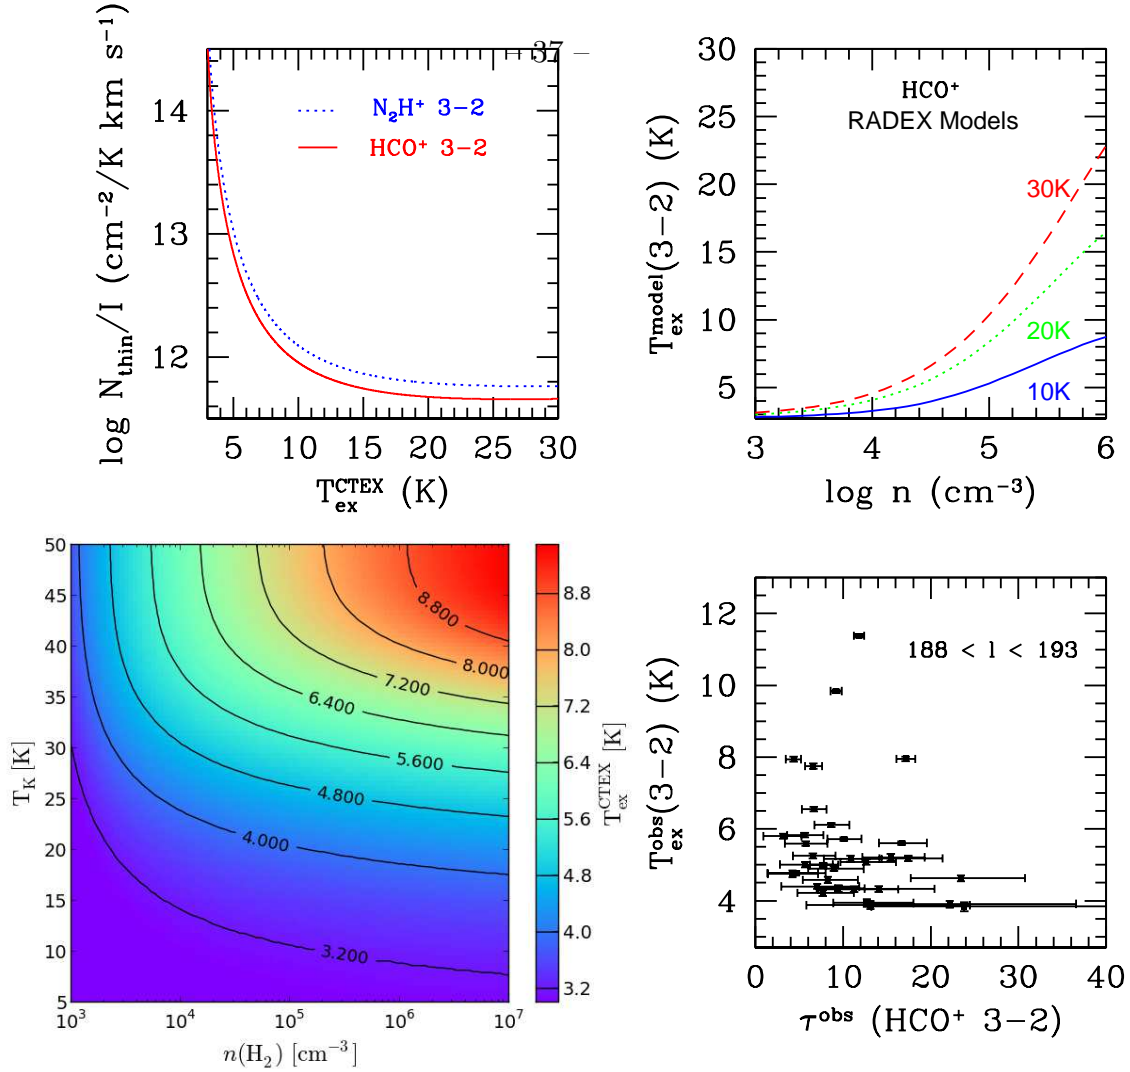 – 37 –
log N_thin/I (cm⁻²/K km s⁻¹)
14
13
12
N₂H⁺ 3−2
HCO⁺ 3−2
5 10 15 20 25 30
T_ex^CTEX (K)
T_ex^model(3−2) (K)
30
25
20
15
10
5
HCO⁺
RADEX Models
30K
20K
10K
3 4 5 6
log n (cm⁻³)
T_K [K]
50
45
40
35
30
25
20
15
10
5
8.800
8.000
7.200
6.400
5.600
4.800
4.000
3.200
10³ 10⁴ 10⁵ 10⁶ 10⁷
n(H₂) [cm⁻³]
8.8
8.0
7.2
6.4
5.6
4.8
4.0
3.2
T_ex^CTEX [K]
T_ex^obs(3−2) (K)
12
10
8
6
4
188 < l < 193
0 10 20 30 40
τ^obs (HCO⁺ 3−2)